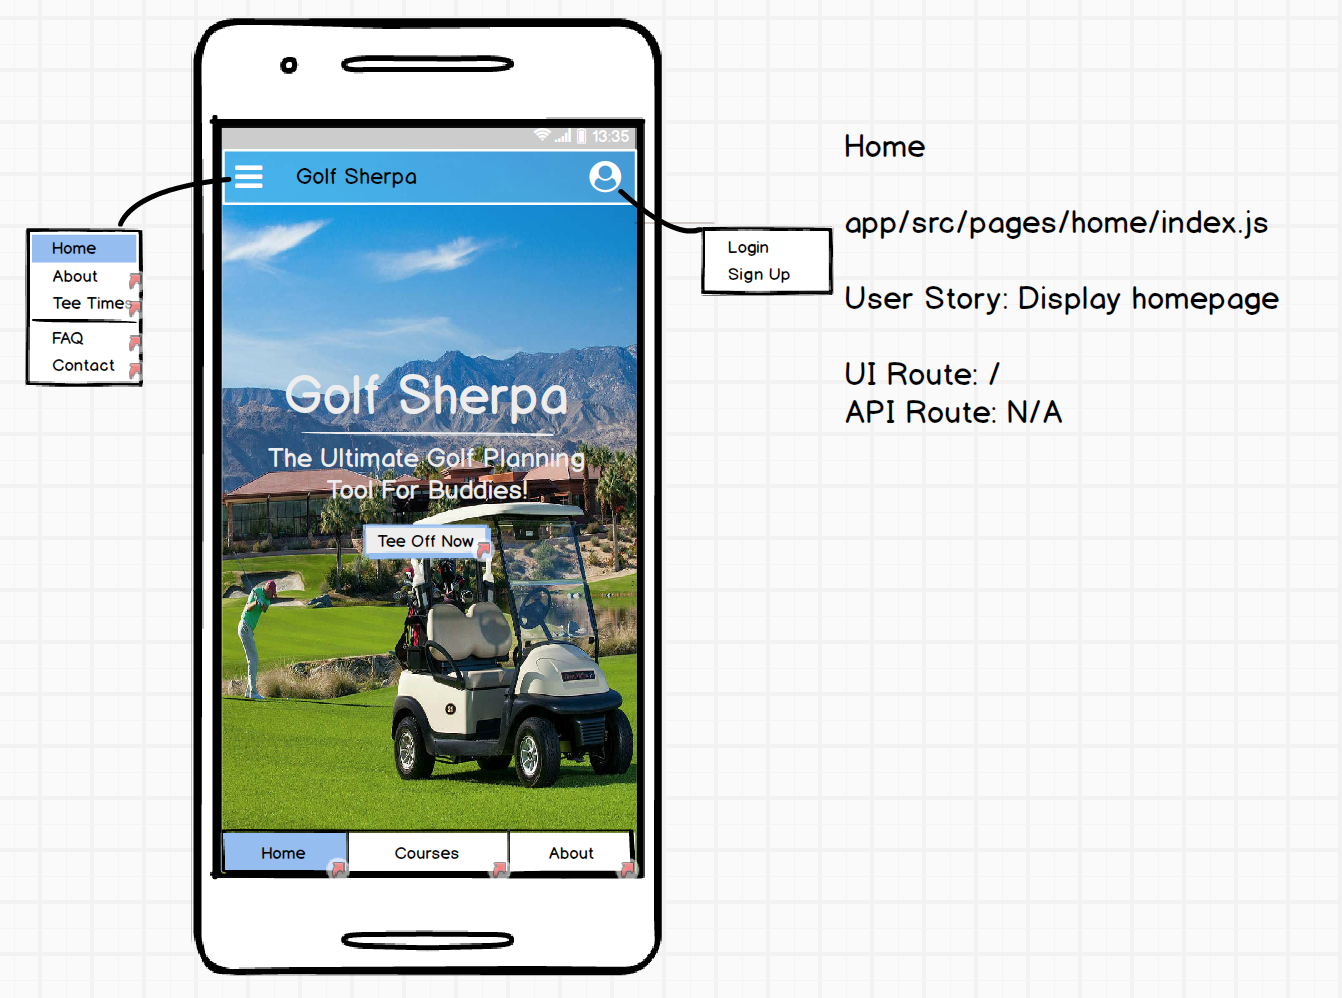 13:35
Golf Sherpa
Home
About
Tee Times
FAQ
Contact
Login
Sign Up
Golf Sherpa
The Ultimate Golf Planning
Tool For Buddies!
Tee Off Now
Home
Courses
About
Home
app/src/pages/home/index.js
User Story: Display homepage
UI Route: /
API Route: N/A